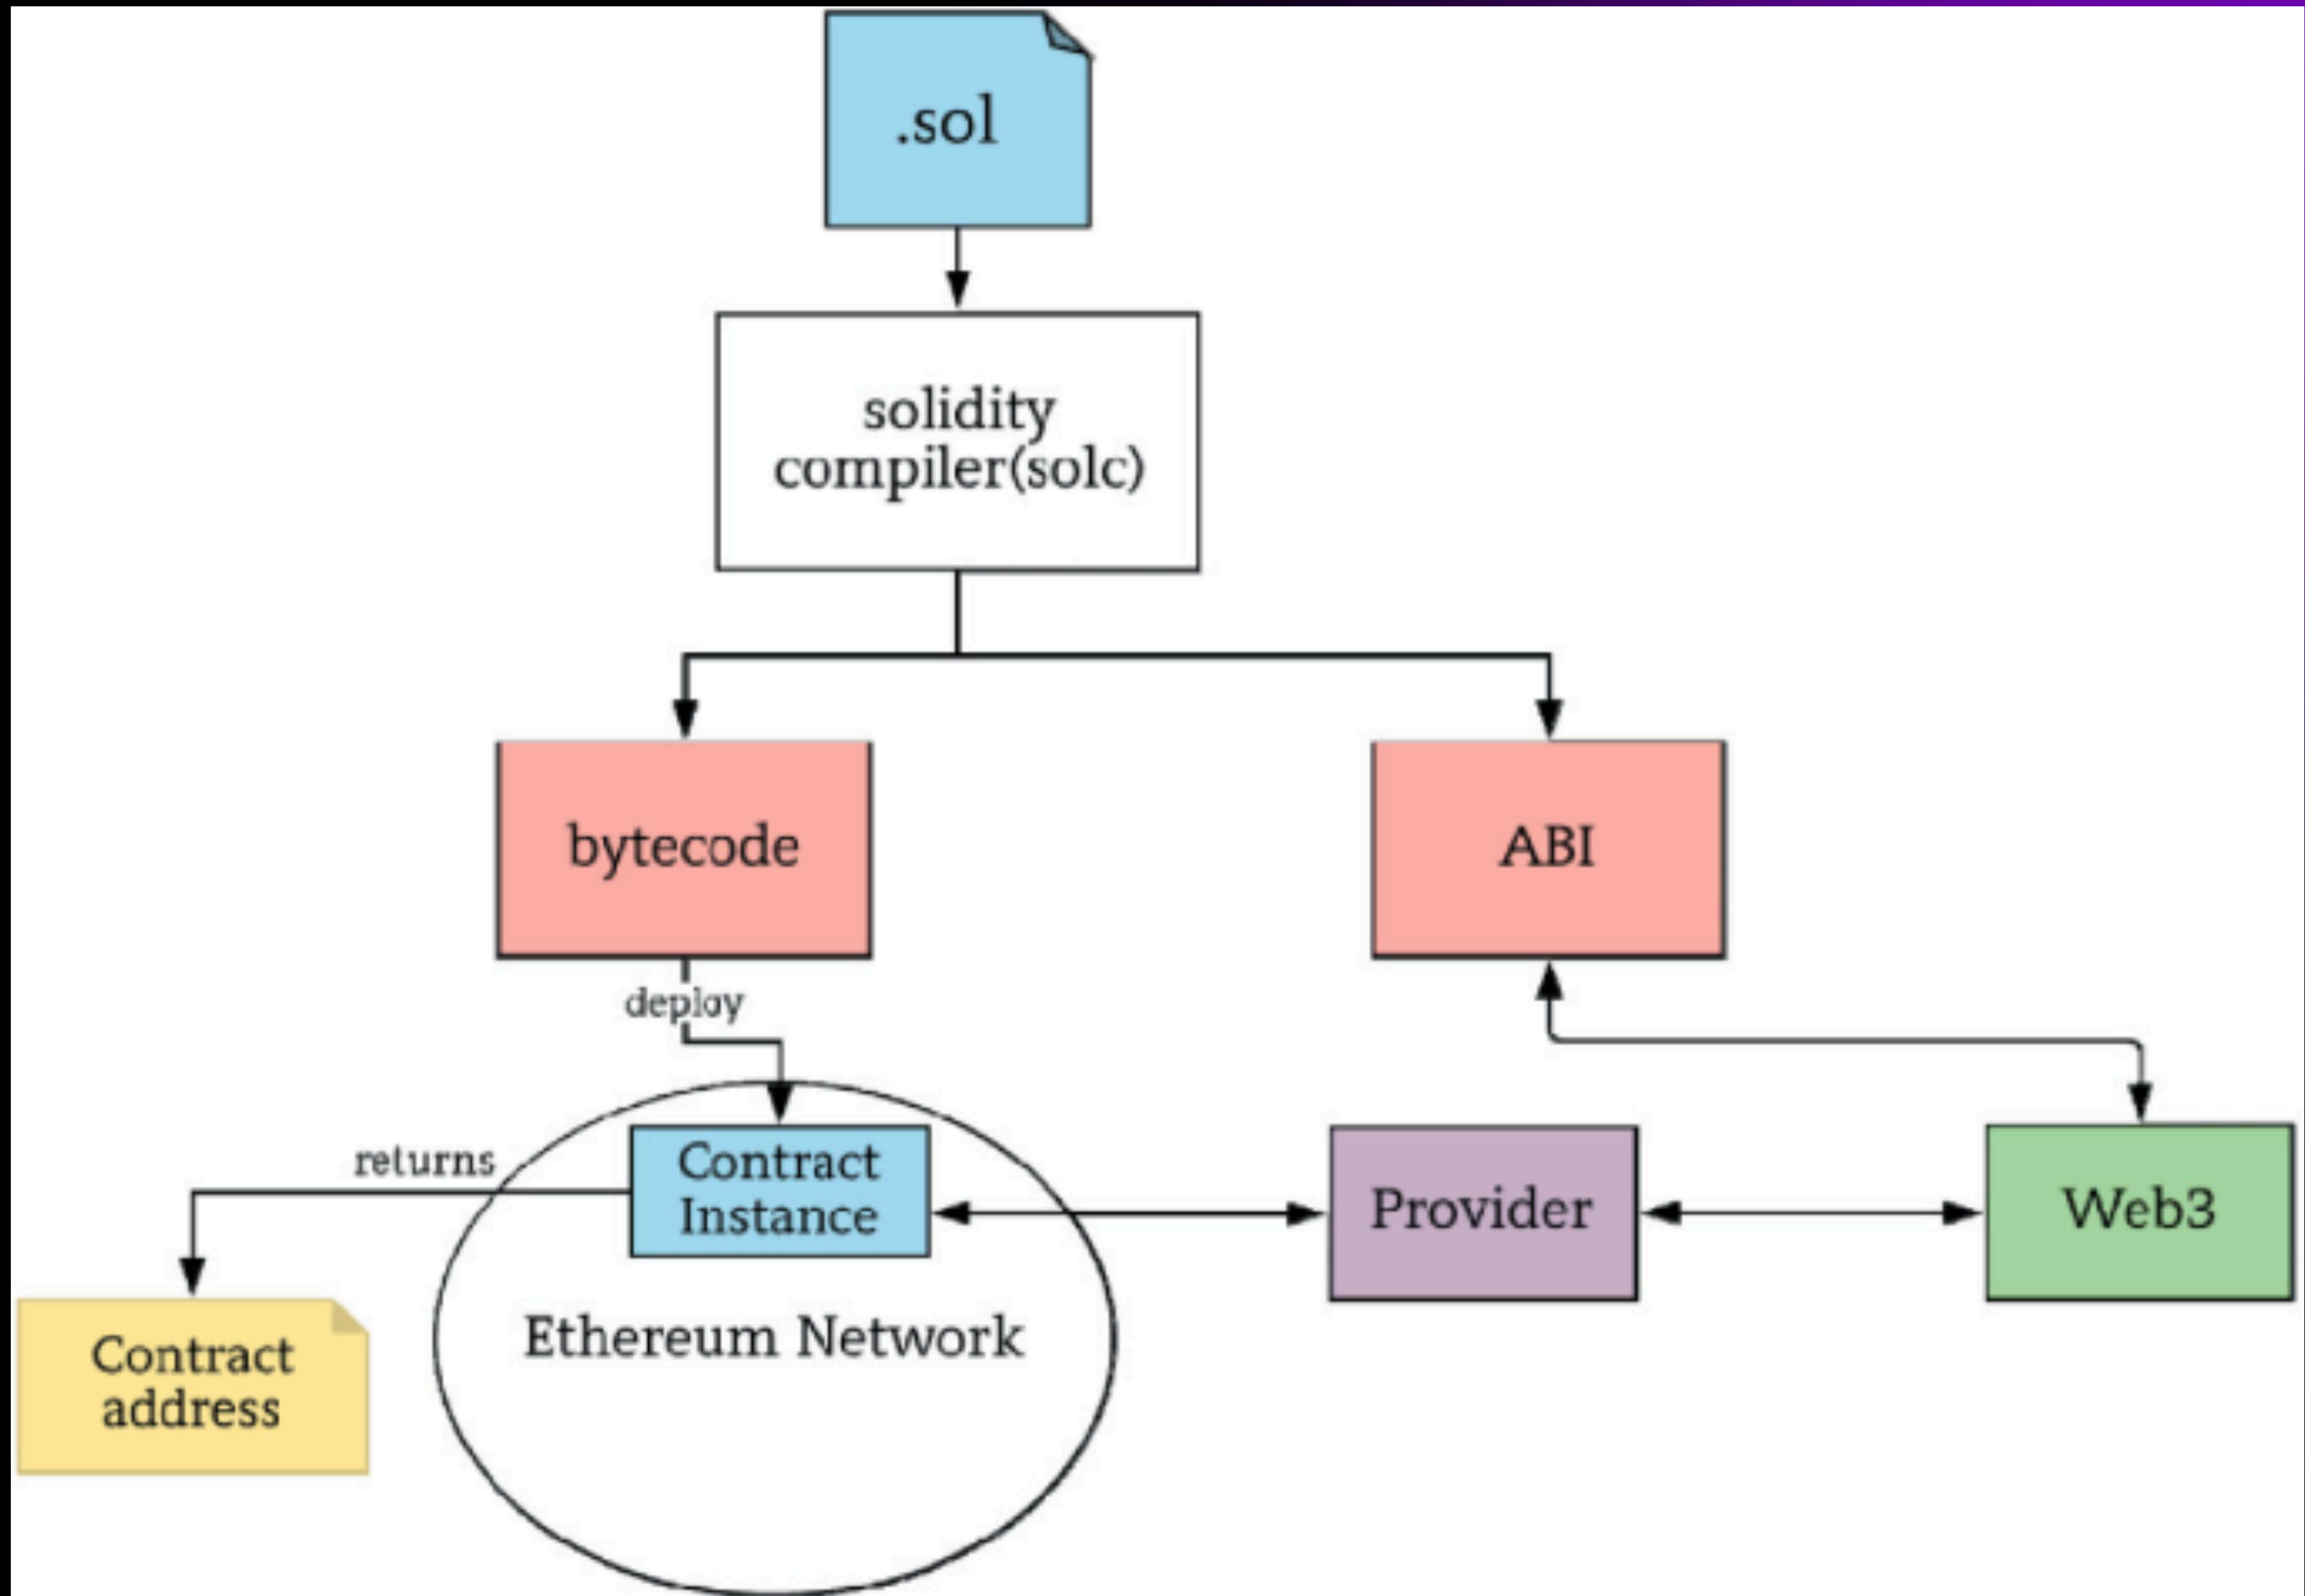 .sol
solidity
compiler(solc)
bytecode
ABI
deploy
returns
Contract
Instance
Provider
Web3
Ethereum Network
Contract
address